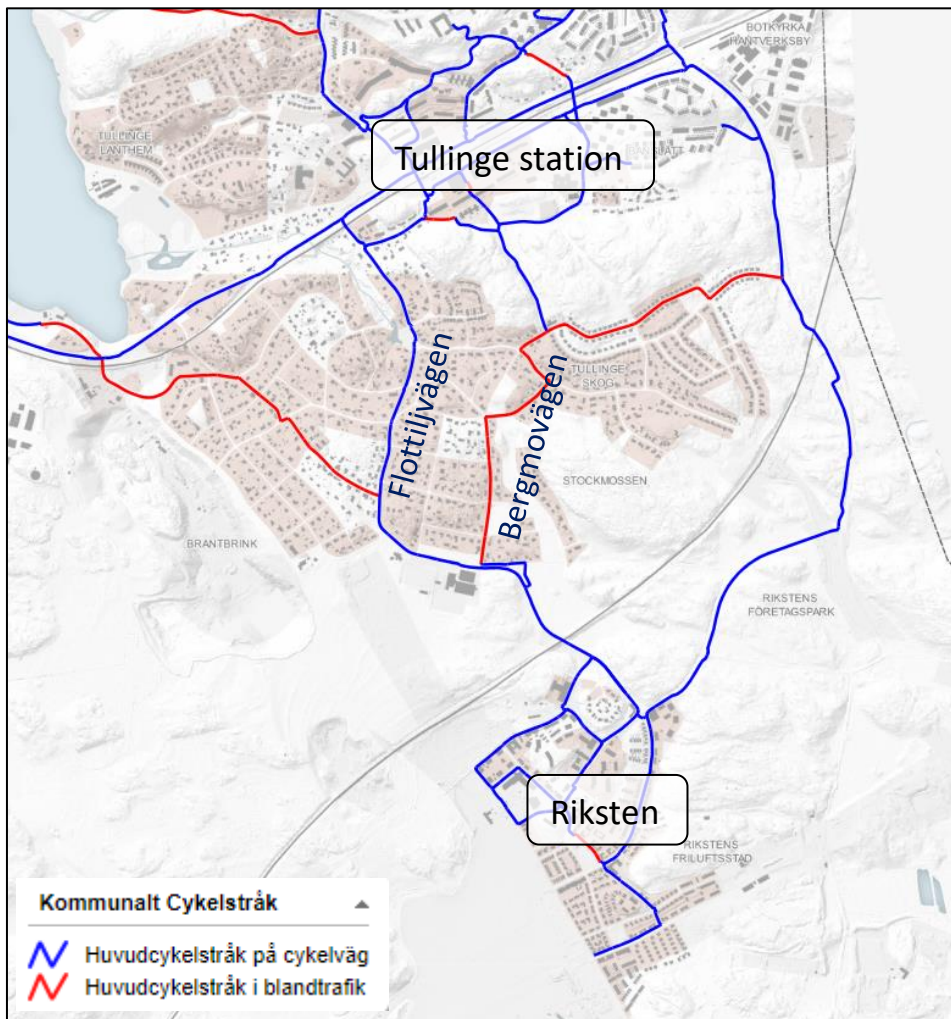 BOTKYRKA
HANTVERKSBY
TULLINGE
LANTHEM
Tullinge station
Flottiljvägen
Bergmovägen
TULLINGE
SKOG
STOCKMOSSEN
BRANTBRINK
RIKSTENS
FÖRETAGSPARK
Riksten
RIKSTENS
FRILUFTSSTAD
Kommunalt Cykelstråk
Huvudcykelstråk på cykelväg
Huvudcykelstråk i blandtrafik